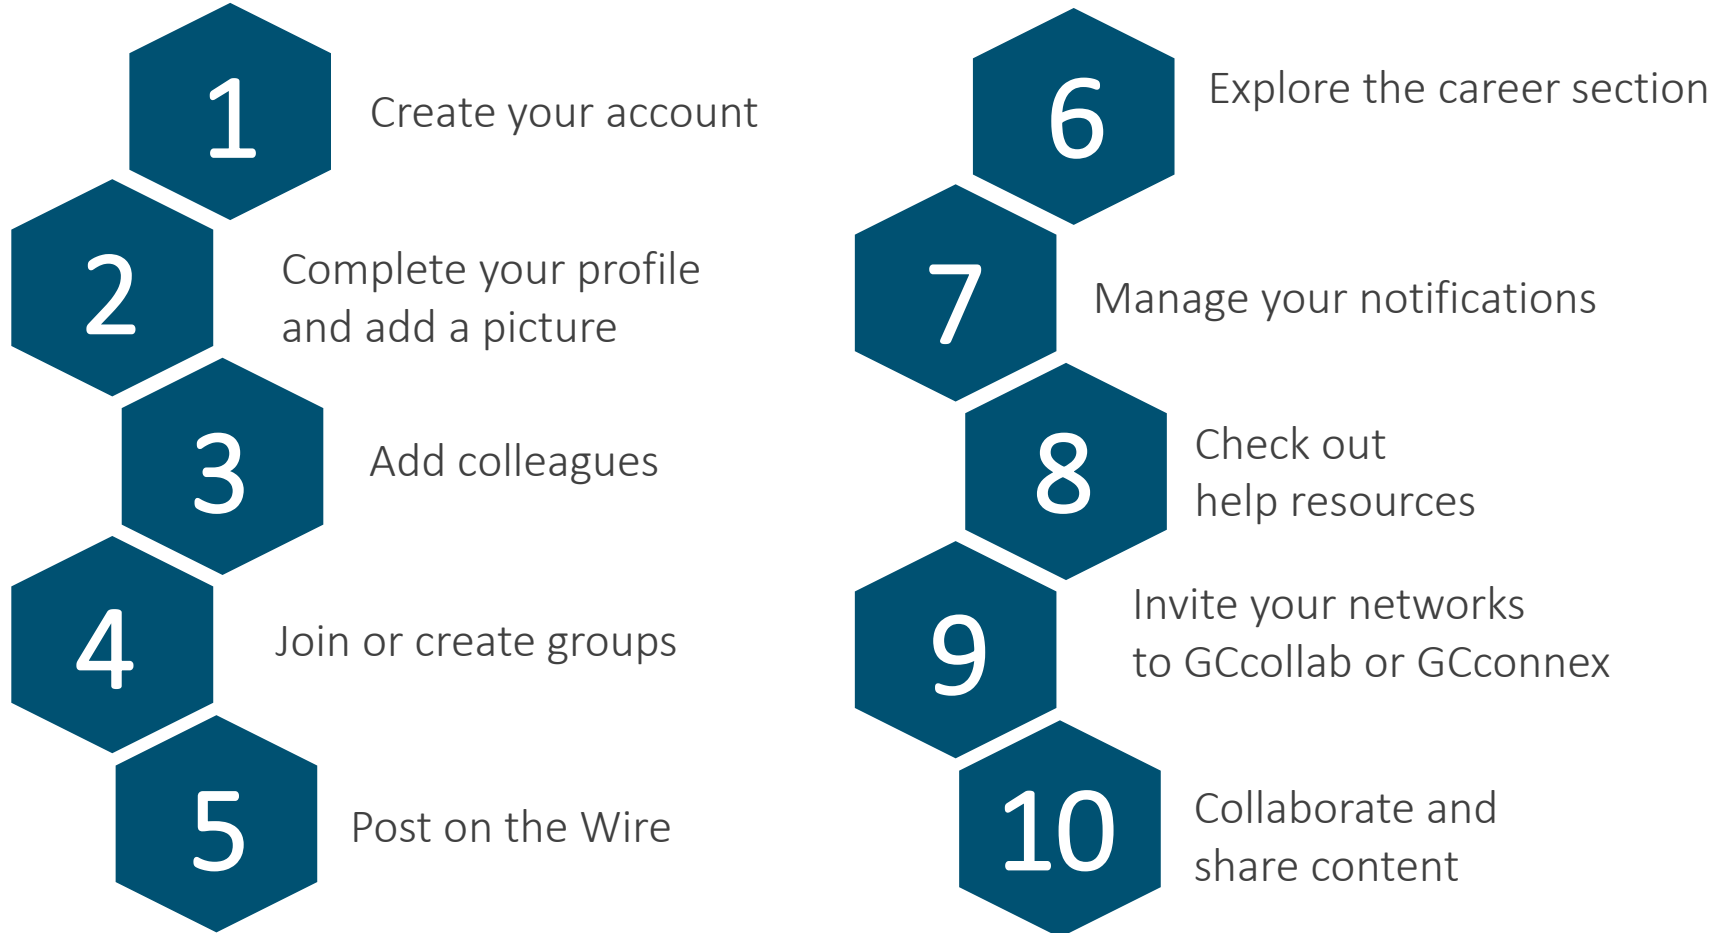 1
Create your account
2
Complete your profile
and add a picture
3
Add colleagues
4
Join or create groups
5
Post on the Wire
6
Explore the career section
7
Manage your notifications
8
Check out
help resources
9
Invite your networks
to GCcollab or GCconnex
10
Collaborate and
share content